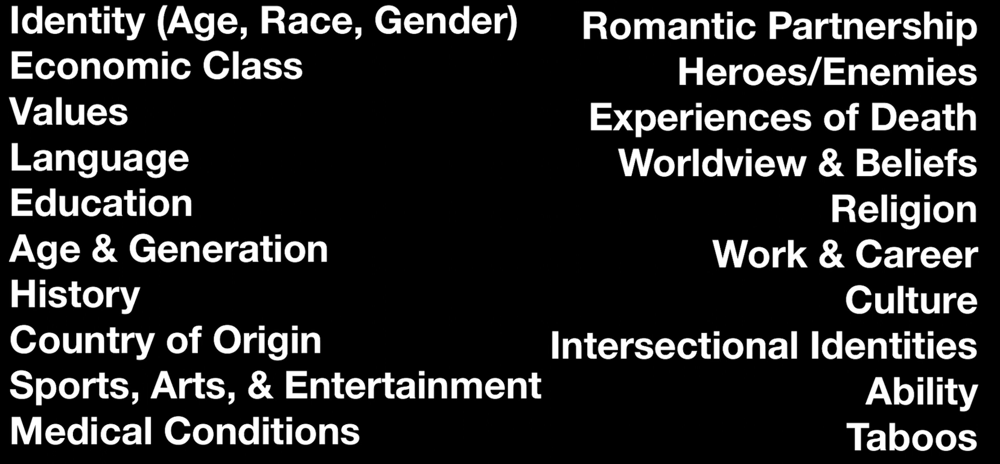 Identity (Age, Race, Gender)
Economic Class
Values
Language
Education
Age & Generation
History
Country of Origin
Sports, Arts, & Entertainment
Medical Conditions
Romantic Partnership
Heroes/Enemies
Experiences of Death
Worldview & Beliefs
Religion
Work & Career
Culture
Intersectional Identities
Ability
Taboos